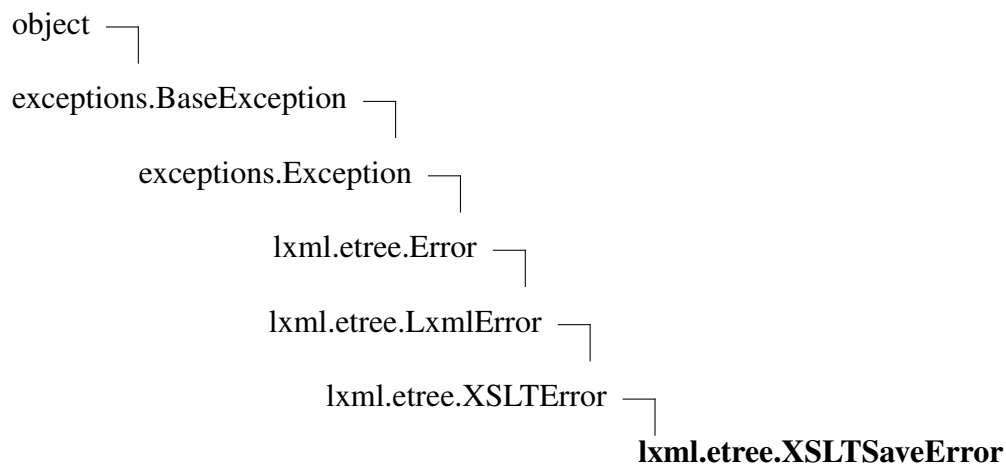 object
exceptions.BaseException
exceptions.Exception
lxml.etree.Error
lxml.etree.LxmlError
lxml.etree.XSLTError
lxml.etree.XSLTSaveError